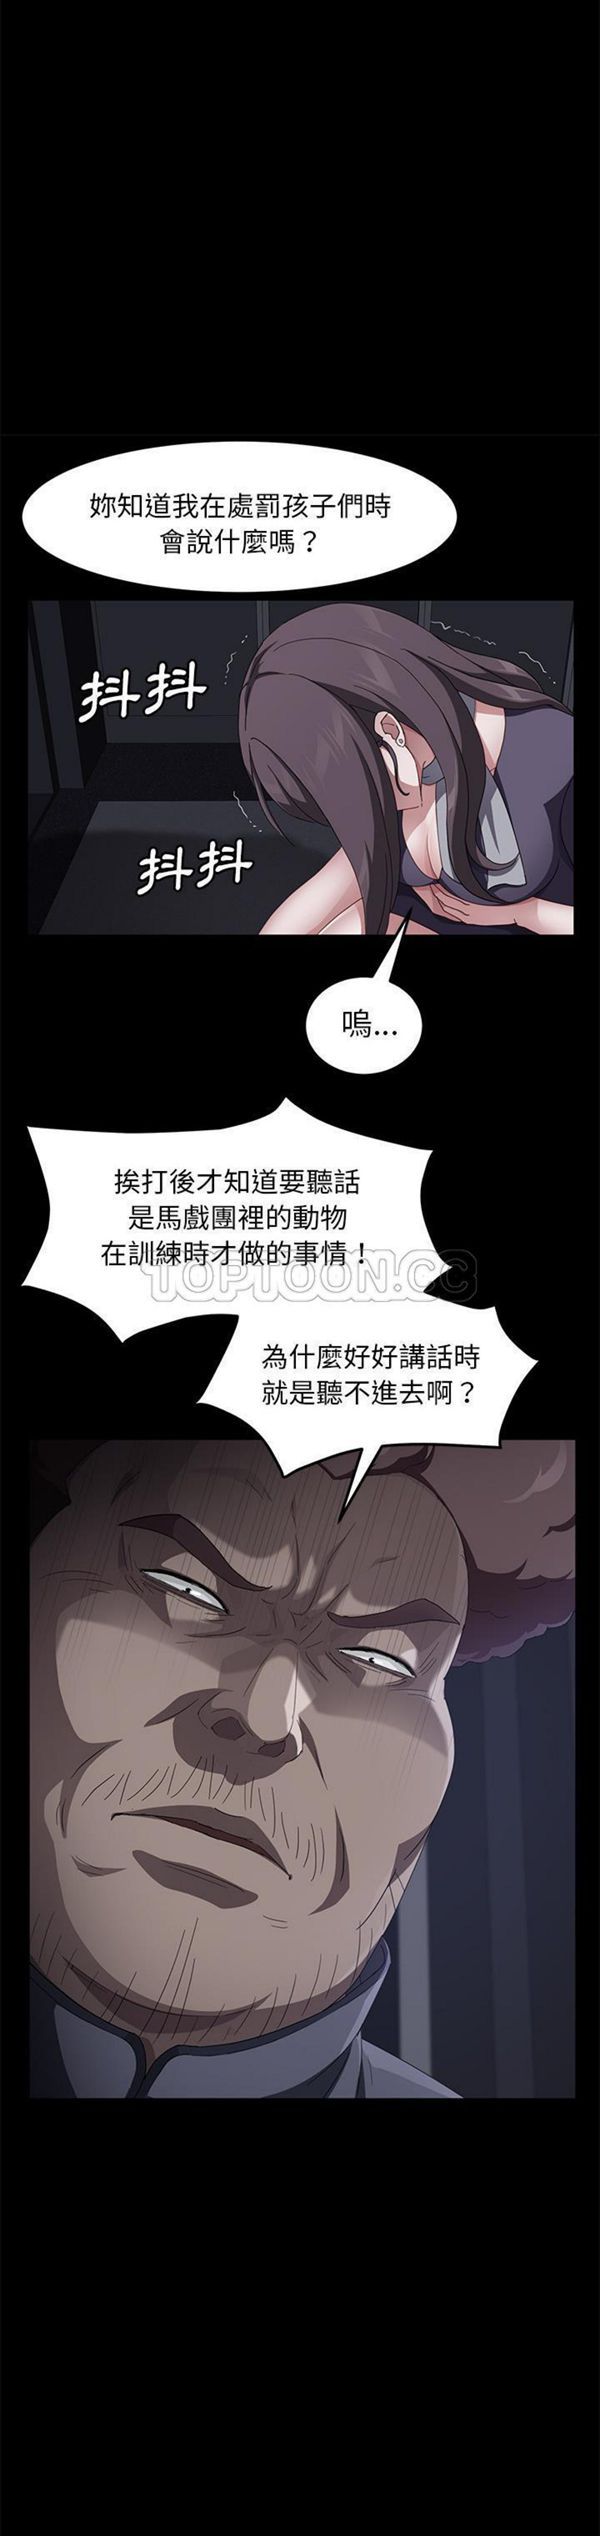 妳知道我在處罰孩子們時
會說什麼嗎？
抖抖
抖抖
嗚...
挨打後才知道要聽話
是馬戲團裡的動物
在訓練時才做的事情！
TOPTOON.CC
為什麼好好講話時
就是聽不進去啊？